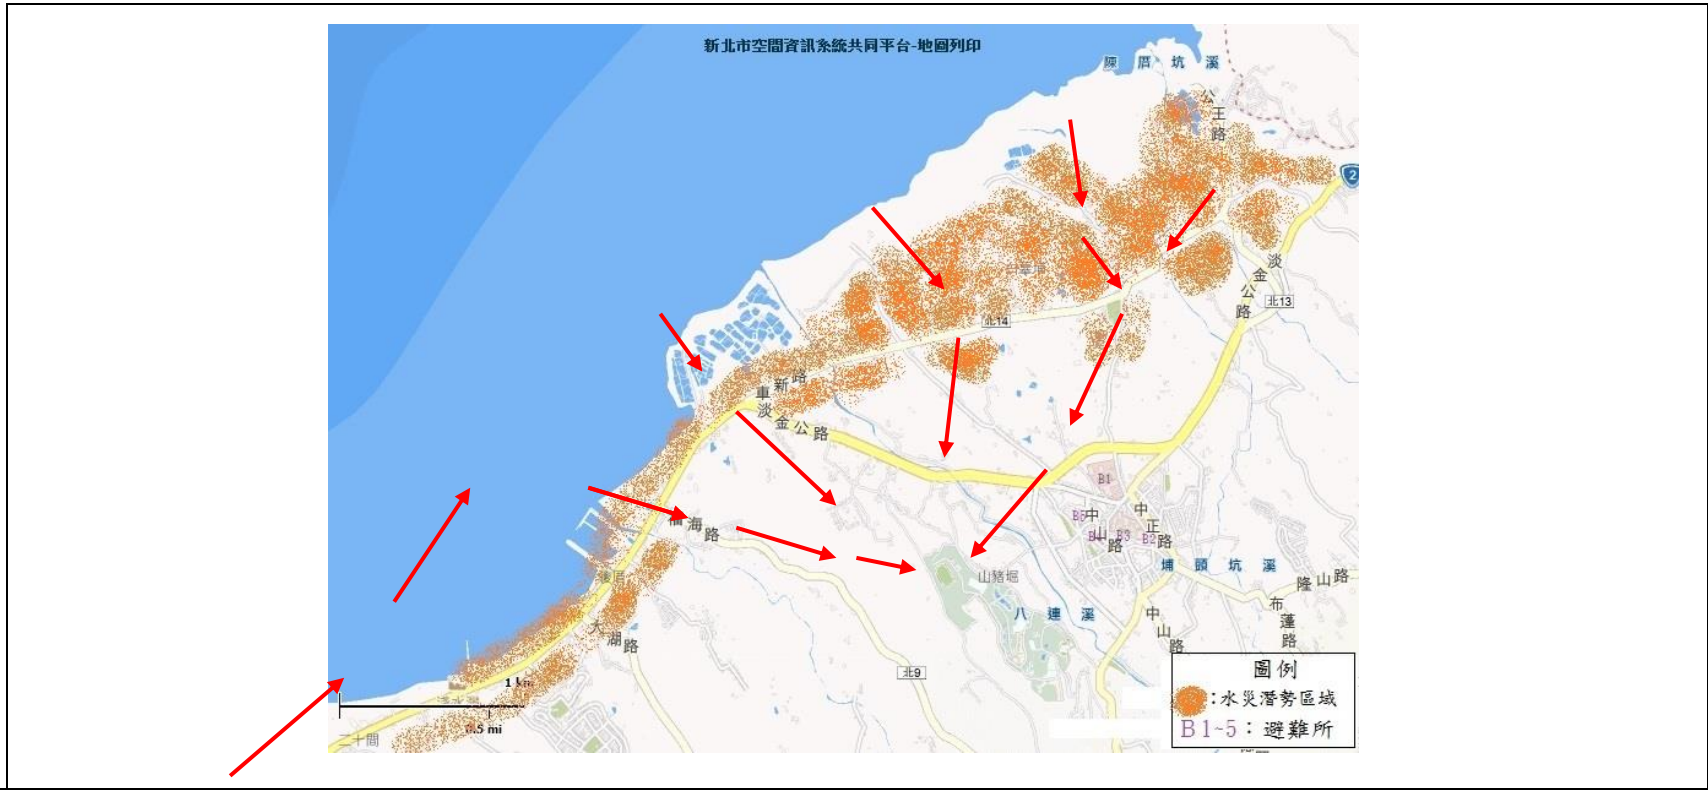 新北市空間資訊系統共同平台-地圖列印
陳厝坑溪
公王路
2
淡金公路
北13
北14
車新路
淡金公路
B1
B5
中山路
B3
B2
中正路
福海路
埔頭坑溪
山豬堀
隆山路
八連溪
布蓬路
中山路
大湖路
北9
1 km
0.5 mi
二十間
圖例
:水災潛勢區域
B1~5：避難所